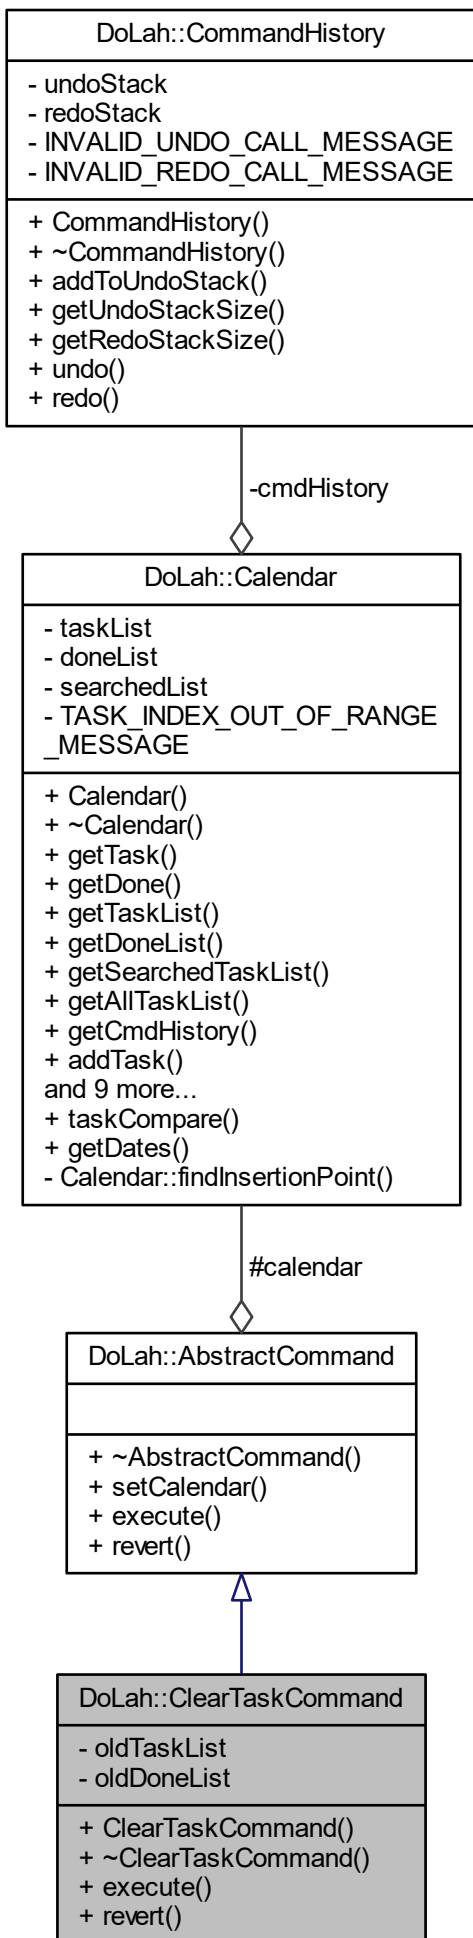 DoLah::CommandHistory
- undoStack
- redoStack
- INVALID_UNDO_CALL_MESSAGE
- INVALID_REDO_CALL_MESSAGE
+ CommandHistory()
+ ~CommandHistory()
+ addToUndoStack()
+ getUndoStackSize()
+ getRedoStackSize()
+ undo()
+ redo()
-cmdHistory
DoLah::Calendar
- taskList
- doneList
- searchedList
- TASK_INDEX_OUT_OF_RANGE
_MESSAGE
+ Calendar()
+ ~Calendar()
+ getTask()
+ getDone()
+ getTaskList()
+ getDoneList()
+ getSearchedTaskList()
+ getAllTaskList()
+ getCmdHistory()
+ addTask()
and 9 more...
+ taskCompare()
+ getDates()
- Calendar::findInsertionPoint()
#calendar
DoLah::AbstractCommand
+ ~AbstractCommand()
+ setCalendar()
+ execute()
+ revert()
DoLah::ClearTaskCommand
- oldTaskList
- oldDoneList
+ ClearTaskCommand()
+ ~ClearTaskCommand()
+ execute()
+ revert()